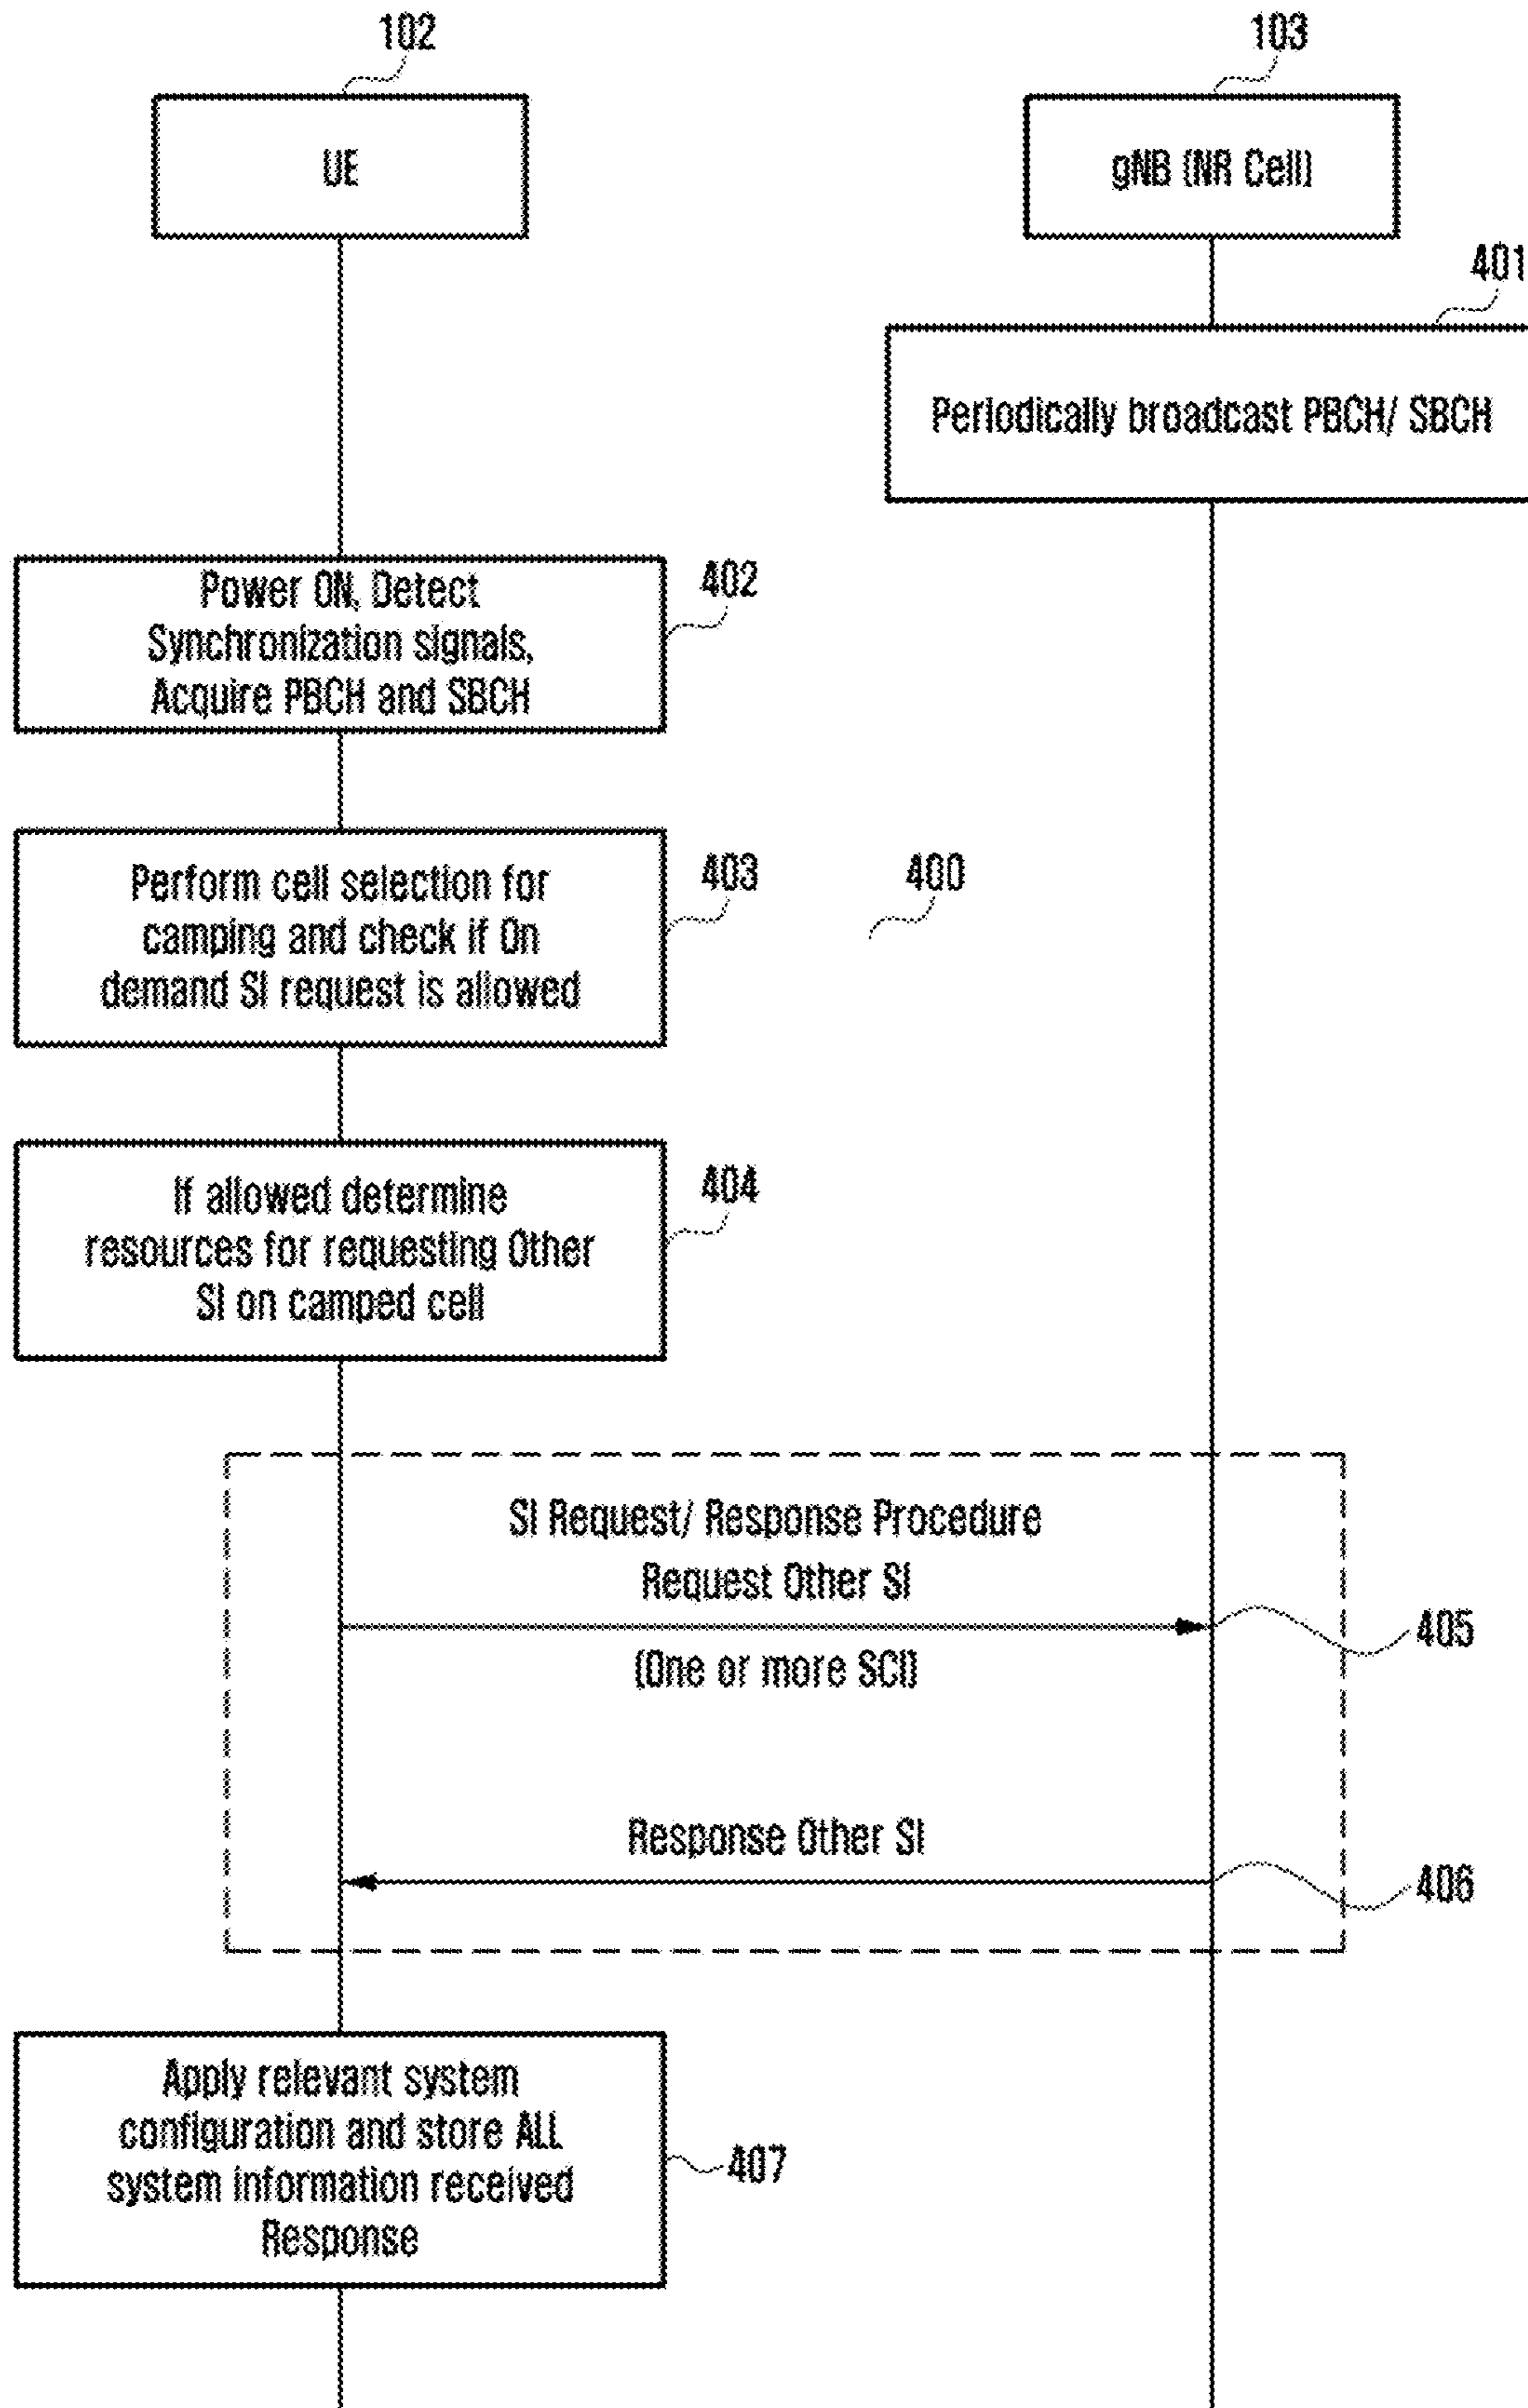 102
103
UE
gNB (NR Cell)
401
Periodically broadcast PBCH/ SBCH
Power ON, Detect
Synchronization signals,
Acquire PBCH and SBCH
402
Perform cell selection for
camping and check if On
demand SI request is allowed
403
400
If allowed determine
resources for requesting Other
SI on camped cell
404
SI Request/ Response Procedure
Request Other SI
405
(One or more SCI)
Response Other SI
406
Apply relevant system
configuration and store ALL
system information received
Response
407